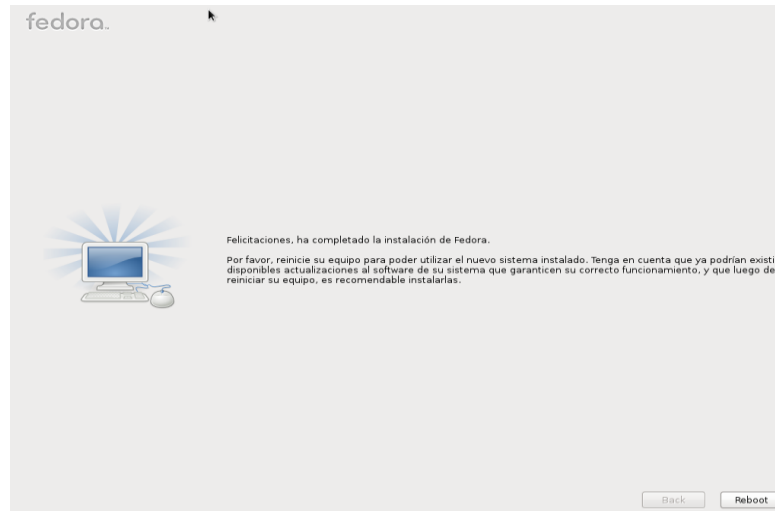 fedora
Felicitaciones, ha completado la instalación de Fedora.
Por favor, reinicie su equipo para poder utilizar el nuevo sistema instalado. Tenga en cuenta que ya podrían existi
disponibles actualizaciones al software de su sistema que garanticen su correcto funcionamiento, y que luego de
reiniciar su equipo, es recomendable instalarlas.
Back
Reboot